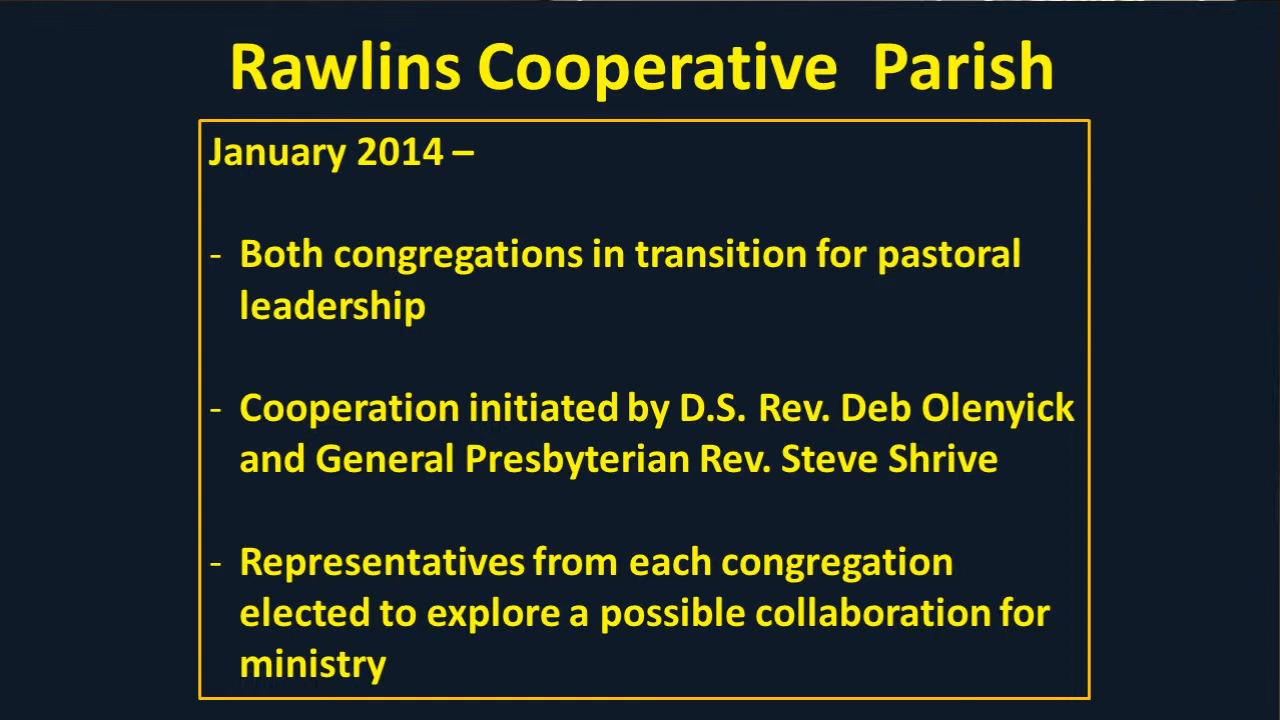 Rawlins Cooperative  Parish
January 2014 –
- Both congregations in transition for pastoral
leadership
- Cooperation initiated by D.S. Rev. Deb Olenyick
and General Presbyterian Rev. Steve Shrive
- Representatives from each congregation
elected to explore a possible collaboration for
ministry